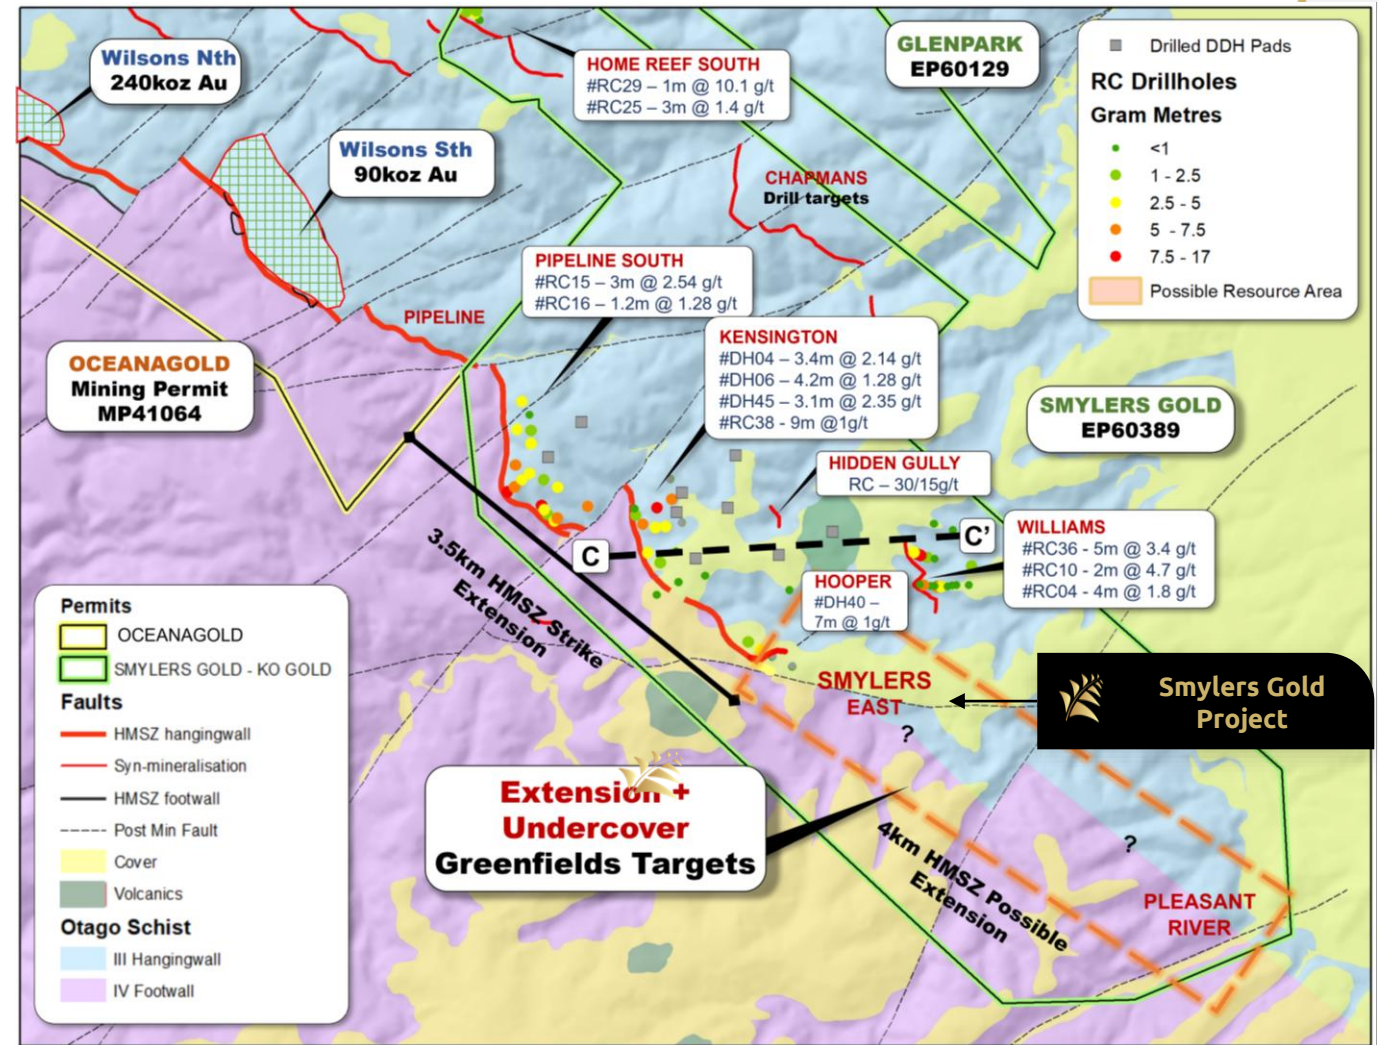 Wilsons Nth
240koz Au
HOME REEF SOUTH
#RC29 – 1m @ 10.1 g/t
#RC25 – 3m @ 1.4 g/t
GLENPARK
EP60129
Drilled DDH Pads
RC Drillholes
Gram Metres
<1
1 - 2.5
2.5 - 5
5 - 7.5
7.5 - 17
Possible Resource Area
Wilsons Sth
90koz Au
CHAPMANS
Drill targets
PIPELINE SOUTH
#RC15 – 3m @ 2.54 g/t
#RC16 – 1.2m @ 1.28 g/t
PIPELINE
KENSINGTON
#DH04 – 3.4m @ 2.14 g/t
#DH06 – 4.2m @ 1.28 g/t
#DH45 – 3.1m @ 2.35 g/t
#RC38 - 9m @1g/t
OCEANAGOLD
Mining Permit
MP41064
SMYLERS GOLD
EP60389
HIDDEN GULLY
RC – 30/15g/t
WILLIAMS
#RC36 - 5m @ 3.4 g/t
#RC10 - 2m @ 4.7 g/t
#RC04 - 4m @ 1.8 g/t
C
C’
HOOPER
#DH40 –
7m @ 1g/t
3.5km HMSZ Strike
Extension
SMYLERS
EAST
?
Smylers Gold
Project
Permits
OCEANAGOLD
SMYLERS GOLD - KO GOLD
Faults
HMSZ hangingwall
Syn-mineralisation
HMSZ footwall
Post Min Fault
Cover
Volcanics
Otago Schist
III Hangingwall
IV Footwall
Extension +
Undercover
Greenfields Targets
4km HMSZ Possible
Extension
?
PLEASANT
RIVER